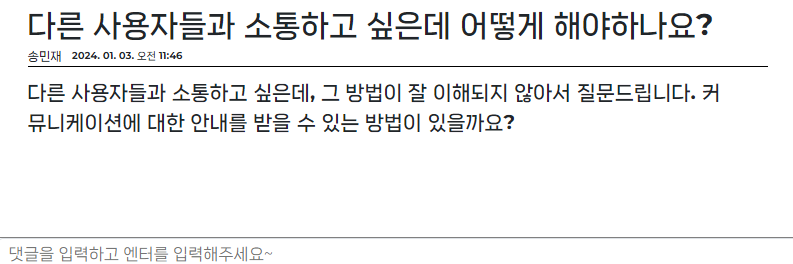 다른 사용자들과 소통하고 싶은데 어떻게 해야하나요?
송민재 2024. 01. 03. 오전 11:46
다른 사용자들과 소통하고 싶은데, 그 방법이 잘 이해되지 않아서 질문드립니다. 커
뮤니케이션에 대한 안내를 받을 수 있는 방법이 있을까요?
댓글을 입력하고 엔터를 입력해주세요~